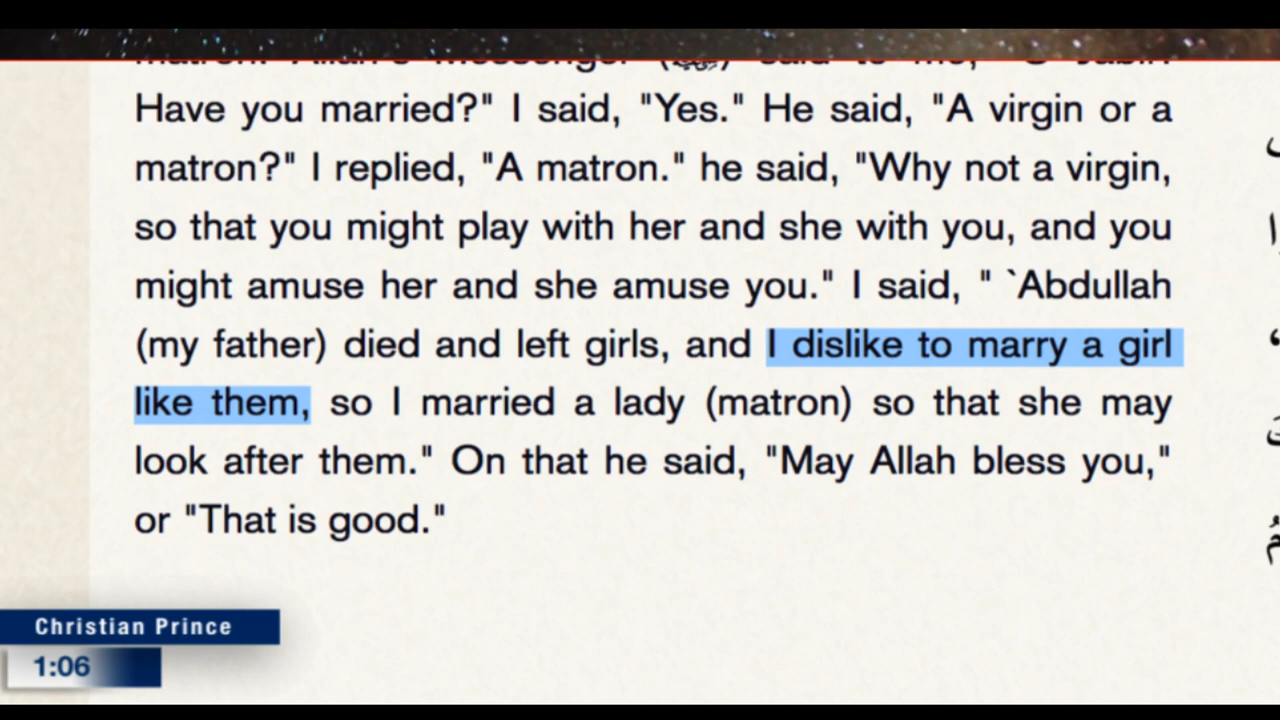 Have you married?" I said, "Yes." He said, "A virgin or a
matron?" I replied, "A matron." he said, "Why not a virgin,
so that you might play with her and she with you, and you
might amuse her and she amuse you." I said, " `Abdullah
(my father) died and left girls, and I dislike to marry a girl
like them, so I married a lady (matron) so that she may
look after them." On that he said, "May Allah bless you,"
or "That is good."
Christian Prince
1:06